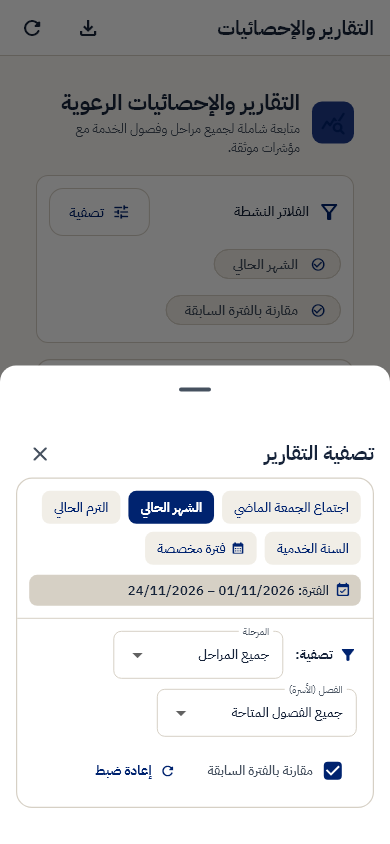 التقارير والإحصائيات
التقارير والإحصائيات الرعوية
متابعة شاملة لجميع مراحل وفصول الخدمة مع
مؤشرات موثقة.
الفلاتر النشطة
تصفية
الشهر الحالي
مقارنة بالفترة السابقة
تصفية التقارير
اجتماع الجمعة الماضي
الشهر الحالي
الترم الحالي
السنة الخدمية
فترة مخصصة
الفترة: 01/11/2026 – 24/11/2026
تصفية:
المرحلة
جميع المراحل
الفصل (الأسرة)
جميع الفصول المتاحة
مقارنة بالفترة السابقة
إعادة ضبط